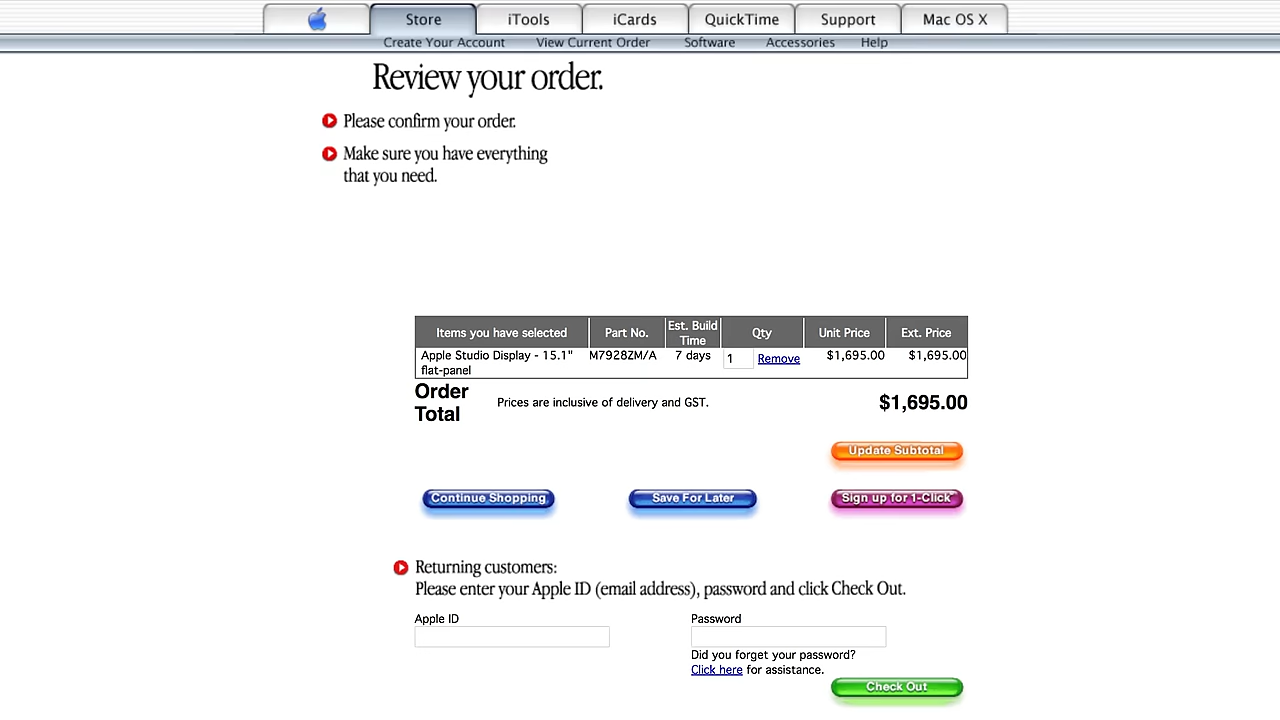 Store iTools iCards QuickTime Support Mac OS X
Create Your Account View Current Order Software Accessories Help
Review your order.
Please confirm your order.
Make sure you have everything
that you need.
Items you have selected Part No. Est. Build Time Qty Unit Price Ext. Price
Apple Studio Display - 15.1" M7928ZM/A 7 days 1 Remove $1,695.00 $1,695.00
flat-panel
Order Total Prices are inclusive of delivery and GST. $1,695.00
Update Subtotal
Continue Shopping Save For Later Sign up for 1-Click
Returning customers:
Please enter your Apple ID (email address), password and click Check Out.
Apple ID Password
Did you forget your password?
Click here for assistance.
Check Out